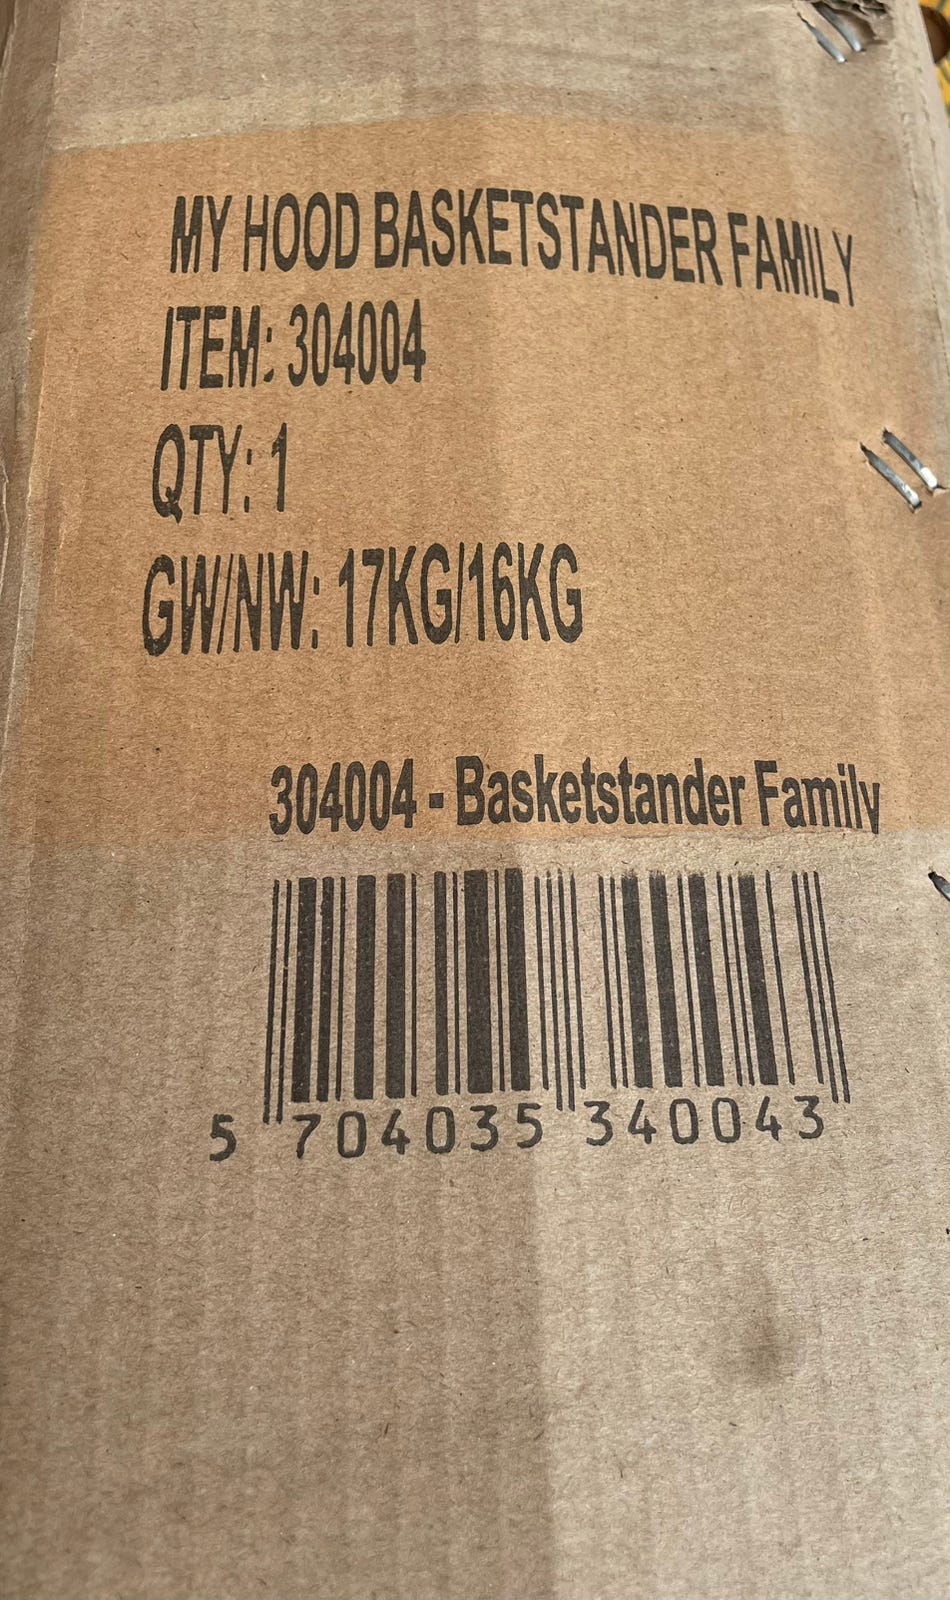 MY HOOD BASKETSTANDER FAMILY
ITEM: 304004
QTY: 1
GW/NW: 17KG/16KG
304004 - Basketstander Family
5 704035 340043